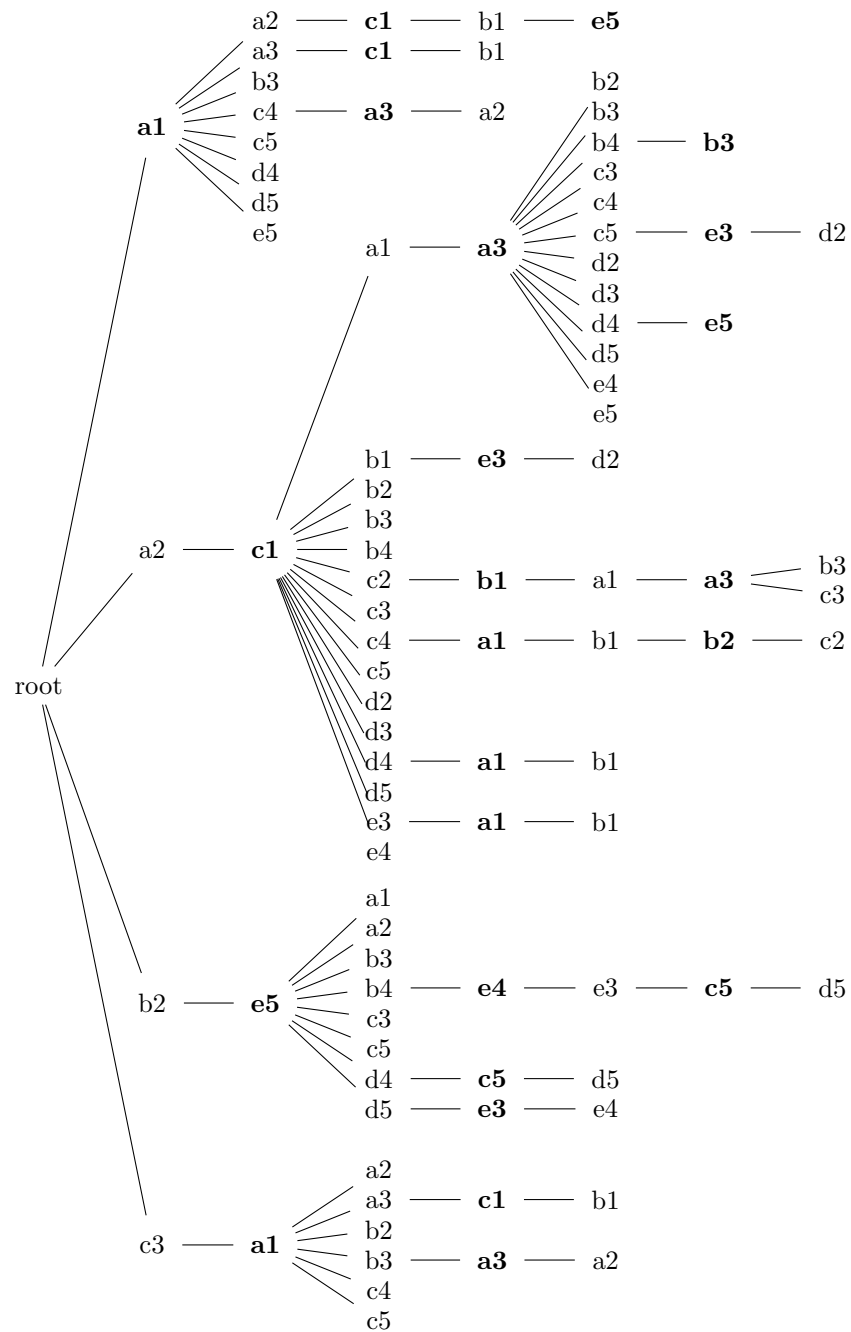 a2 c1 b1 e5
a3 c1 b1
b3
b2
c4 a3 a2
b3
a1
c5
b4 b3
d4
c3
d5
c4
e5
c5 e3 d2
a1 a3
d2
d3
d4 e5
d5
e4
e5
b1 e3 d2
b2
b3
a2 c1
b4
b3
c2 b1 a1 a3
c3
c3
c4 a1 b1 b2 c2
c5
root
d2
d3
d4 a1 b1
d5
e3 a1 b1
e4
a1
a2
b3
b4 e4 e3 c5 d5
b2 e5
c3
c5
d4 c5 d5
d5 e3 e4
a2
a3 c1 b1
b2
c3 a1
b3 a3 a2
c4
c5